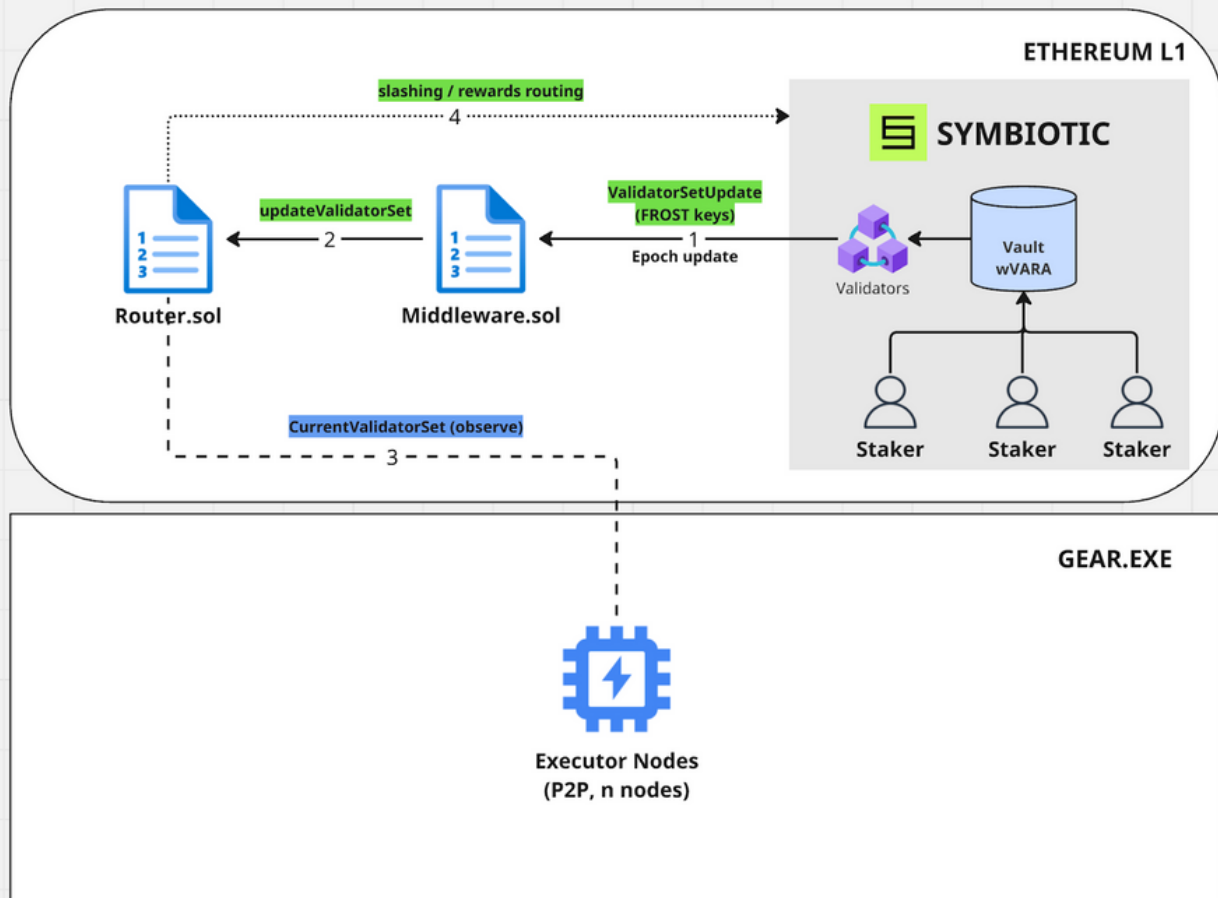 ETHEREUM L1
slashing / rewards routing
4
SYMBIOTIC
ValidatorSetUpdate
(FROST keys)
updateValidatorSet
2
1
Epoch update
1
2
3
1
2
3
Vault
wVARA
Validators
Router.sol
Middleware.sol
CurrentValidatorSet (observe)
3
Staker
Staker
Staker
GEAR.EXE
Executor Nodes
(P2P, n nodes)